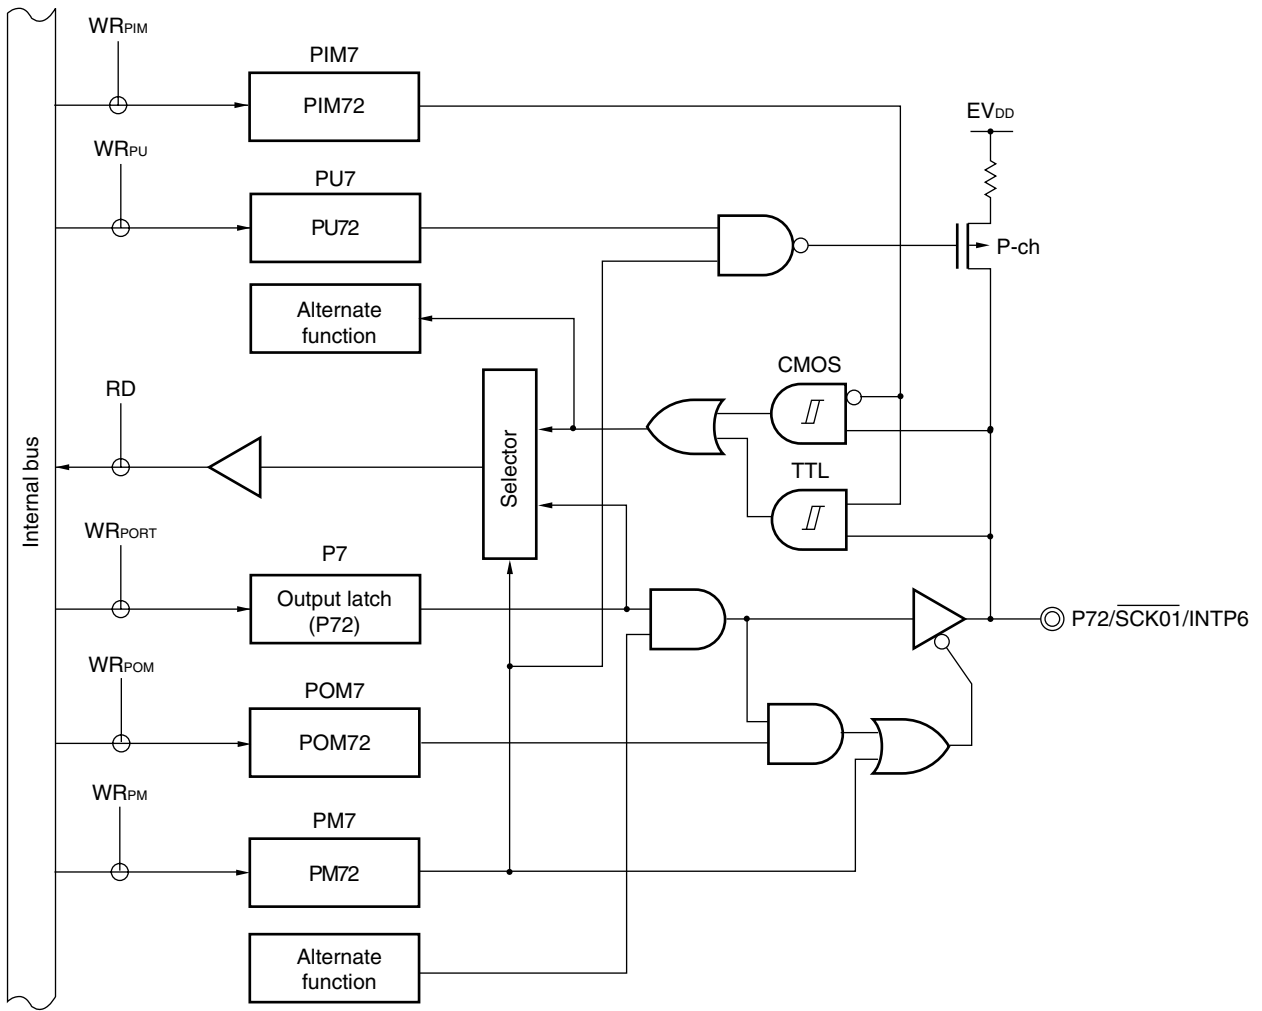 WRPIM
PIM7
PIM72
EVDD
WRPU
PU7
PU72
P-ch
Alternate
function
CMOS
RD
Internal bus
Selector
TTL
WRPORT
P7
Output latch
(P72)
P72/SCK01/INTP6
WRPOM
POM7
POM72
WRPM
PM7
PM72
Alternate
function